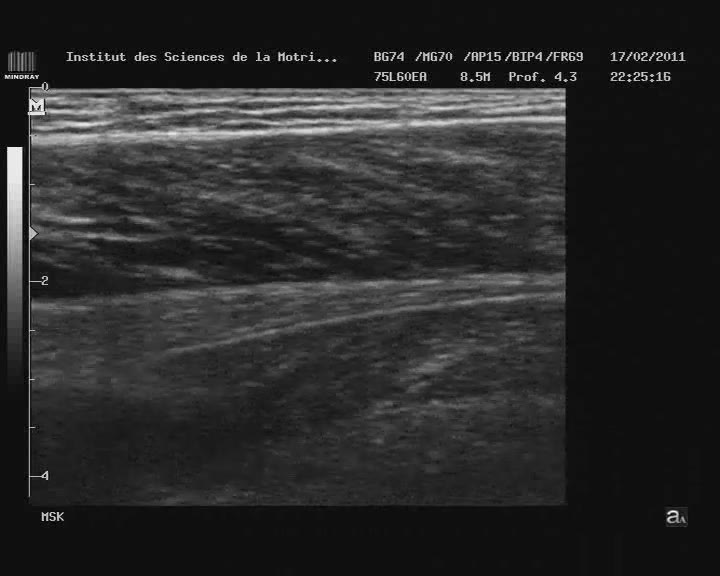 Institut des Sciences de la Motri... BG74 /MG70 /AP15/BIP4/FR69 17/02/2011
MINDRAY 75L60EA 8.5M Prof. 4.3 22:25:16
0
M
2
4
MSK
aA